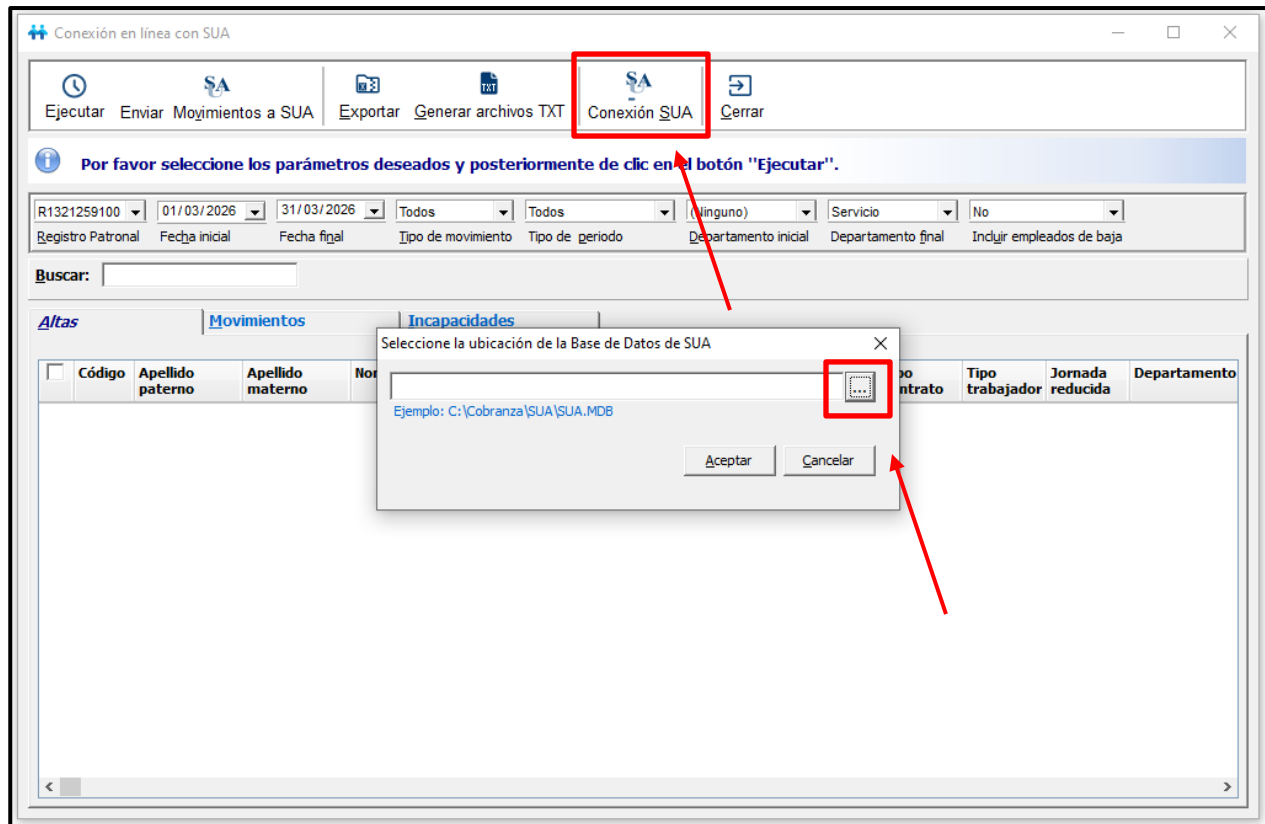 Conexión en línea con SUA
Ejecutar Enviar Movimientos a SUA Exportar Generar archivos TXT Conexión SUA Cerrar
Por favor seleccione los parámetros deseados y posteriormente de clic en el botón "Ejecutar".
R1321259100 01/03/2026 31/03/2026 Todos Todos (Ninguno) Servicio No
Registro Patronal Fecha inicial Fecha final Tipo de movimiento Tipo de periodo Departamento inicial Departamento final Incluir empleados de baja
Buscar:
Altas Movimientos Incapacidades
Seleccione la ubicación de la Base de Datos de SUA
Código Apellido paterno Apellido materno Tipo trabajador Jornada reducida Departamento
...
Ejemplo: C:\Cobranza\SUA\SUA.MDB
Aceptar Cancelar